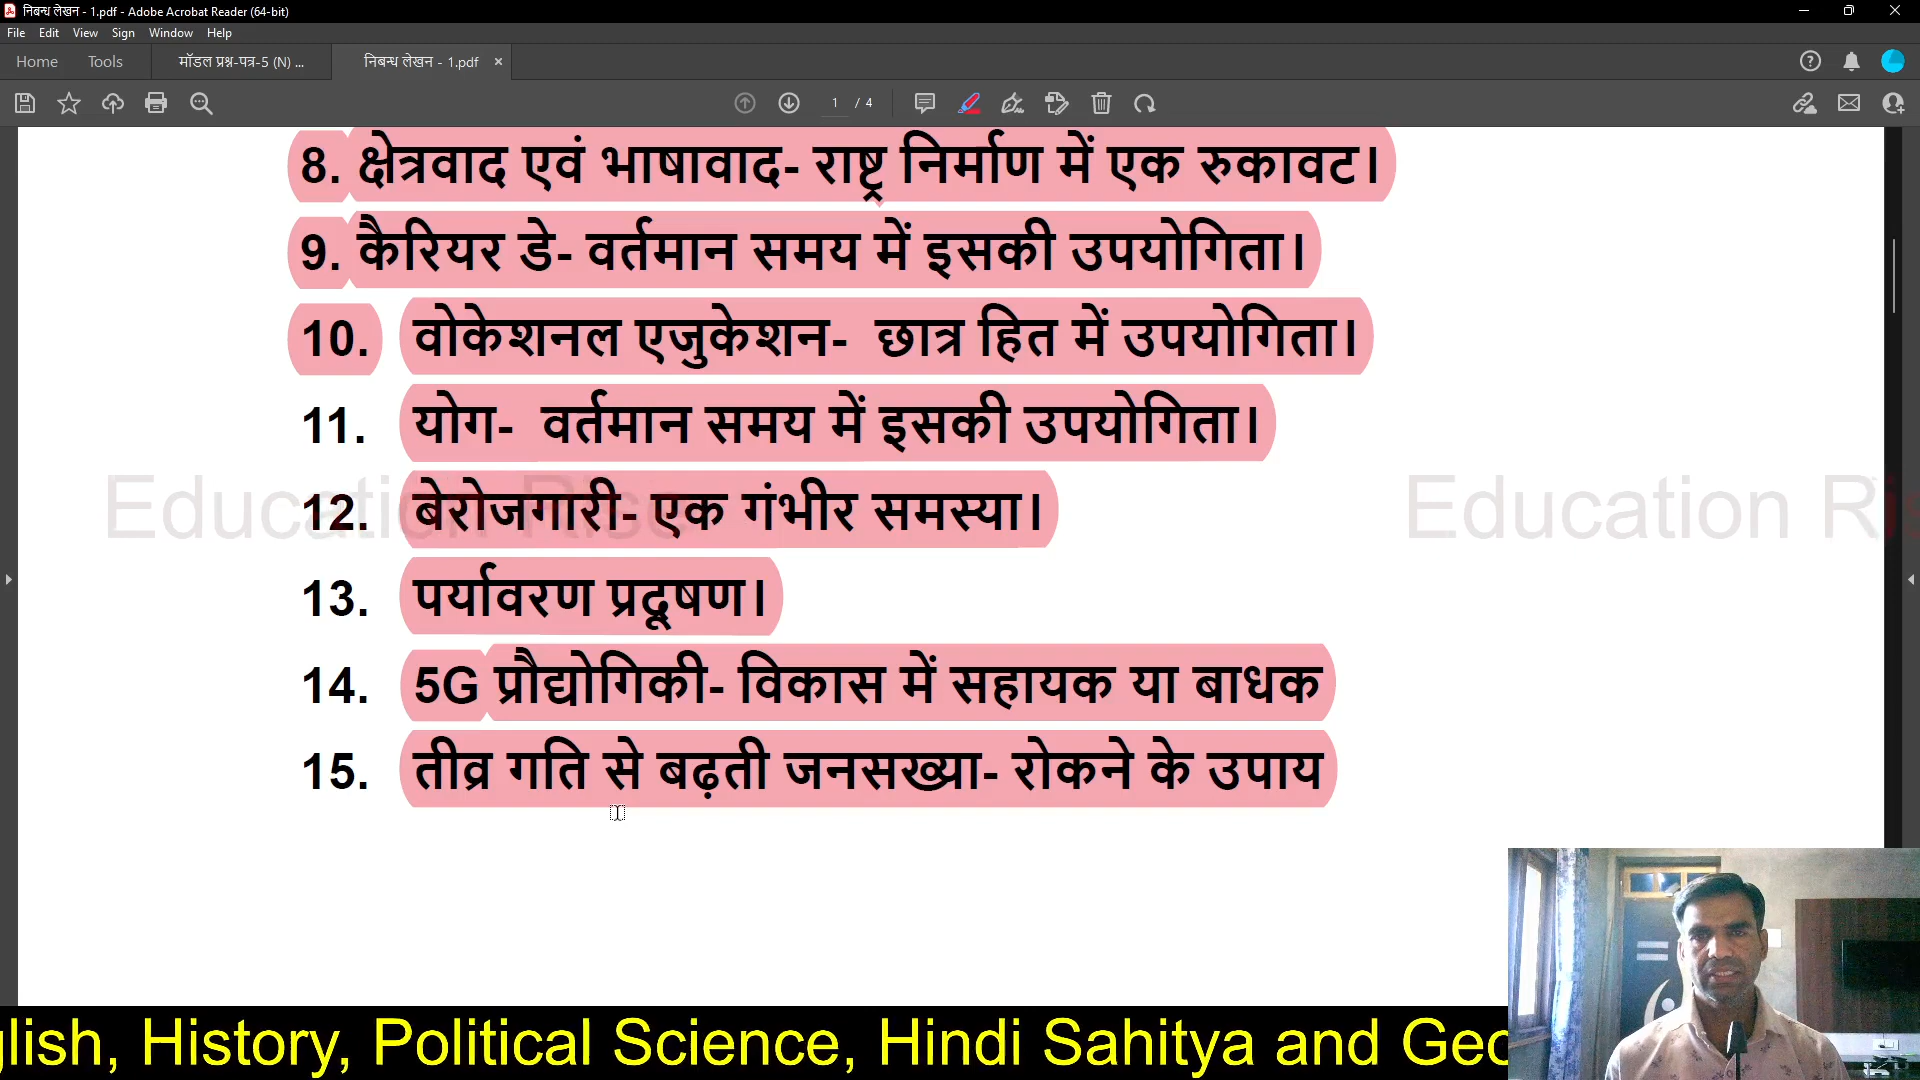 निबन्ध लेखन - 1.pdf - Adobe Acrobat Reader (64-bit)
File Edit View Sign Window Help
Home Tools मॉडल प्रश्न-पत्र-5 (N) ... निबन्ध लेखन - 1.pdf ×
1 / 4
8. क्षेत्रवाद एवं भाषावाद- राष्ट्र निर्माण में एक रुकावट।
9. कैरियर डे- वर्तमान समय में इसकी उपयोगिता।
10. वोकेशनल एजुकेशन- छात्र हित में उपयोगिता।
11. योग- वर्तमान समय में इसकी उपयोगिता।
Education Rise Education Ris
12. बेरोजगारी- एक गंभीर समस्या।
13. पर्यावरण प्रदूषण।
14. 5G प्रौद्योगिकी- विकास में सहायक या बाधक
15. तीव्र गति से बढ़ती जनसख्या- रोकने के उपाय
glish, History, Political Science, Hindi Sahitya and Geo